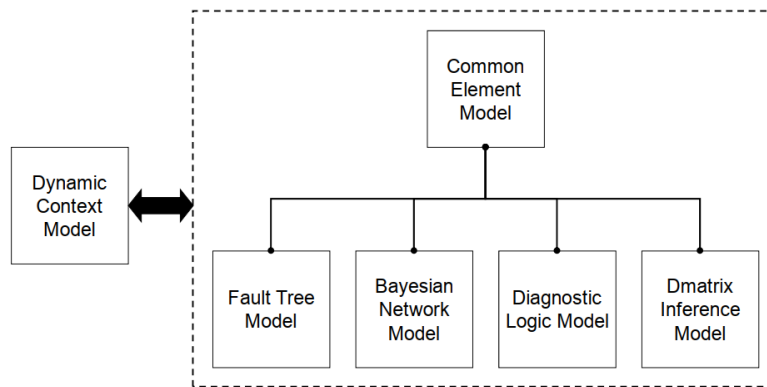 Common
Element
Model
Dynamic
Context
Model
Fault Tree
Model
Bayesian
Network
Model
Diagnostic
Logic Model
Dmatrix
Inference
Model